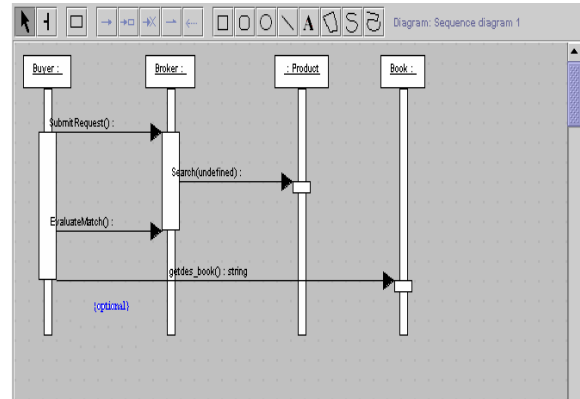 A
Diagram: Sequence diagram 1
Buyer :
Broker :
: Product
Book :
SubmitRequest() :
Search(undefined) :
EvaluateMatch() :
getdes_book() : string
{optional}